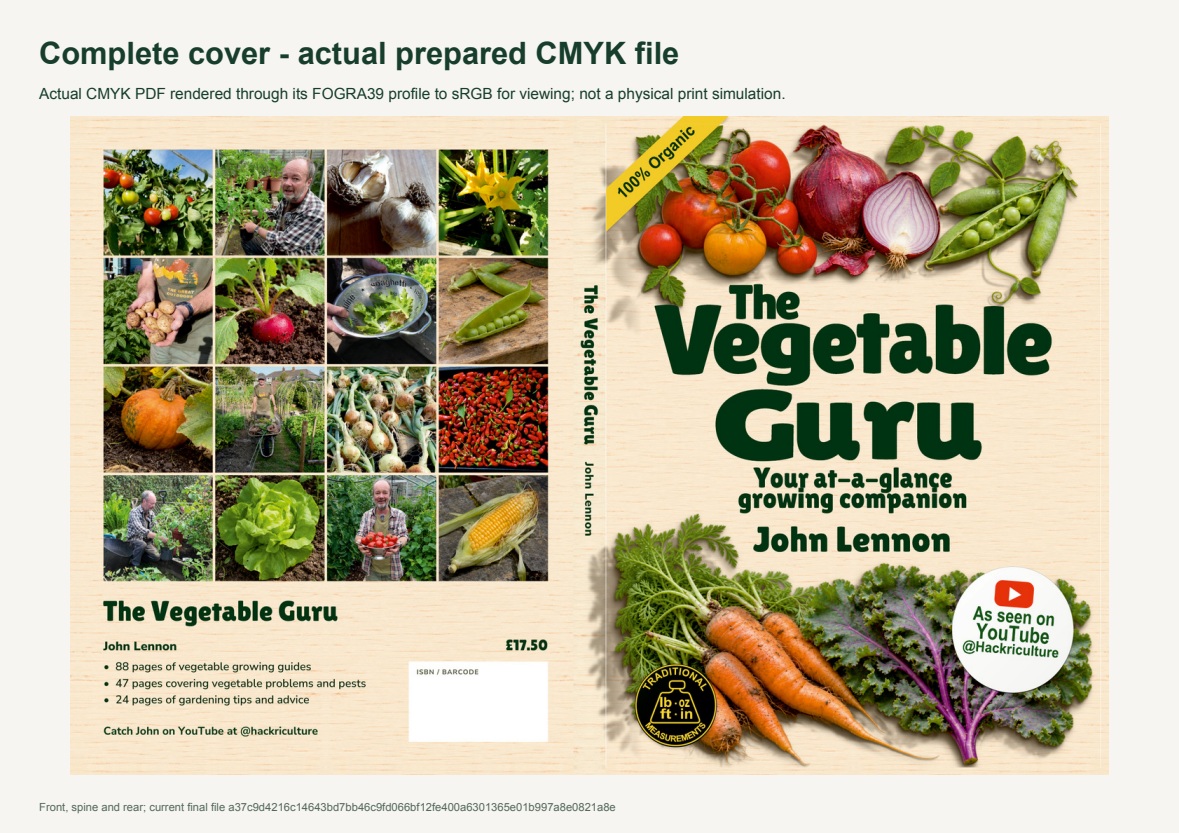 Complete cover - actual prepared CMYK file
Actual CMYK PDF rendered through its FOGRA39 profile to sRGB for viewing; not a physical print simulation.
The Vegetable Guru
John Lennon
£17.50
• 88 pages of vegetable growing guides
• 47 pages covering vegetable problems and pests
• 24 pages of gardening tips and advice
ISBN / BARCODE
Catch John on YouTube at @hackriculture
The Vegetable Guru John Lennon
100% Organic
The
Vegetable
Guru
Your at-a-glance
growing companion
John Lennon
As seen on
YouTube
@Hackriculture
TRADITIONAL
lb·oz
ft·in
MEASUREMENTS
Front, spine and rear; current final file a37c9d4216c14643bd7bb46c9fd066bf12fe400a6301365e01b997a8e0821a8e